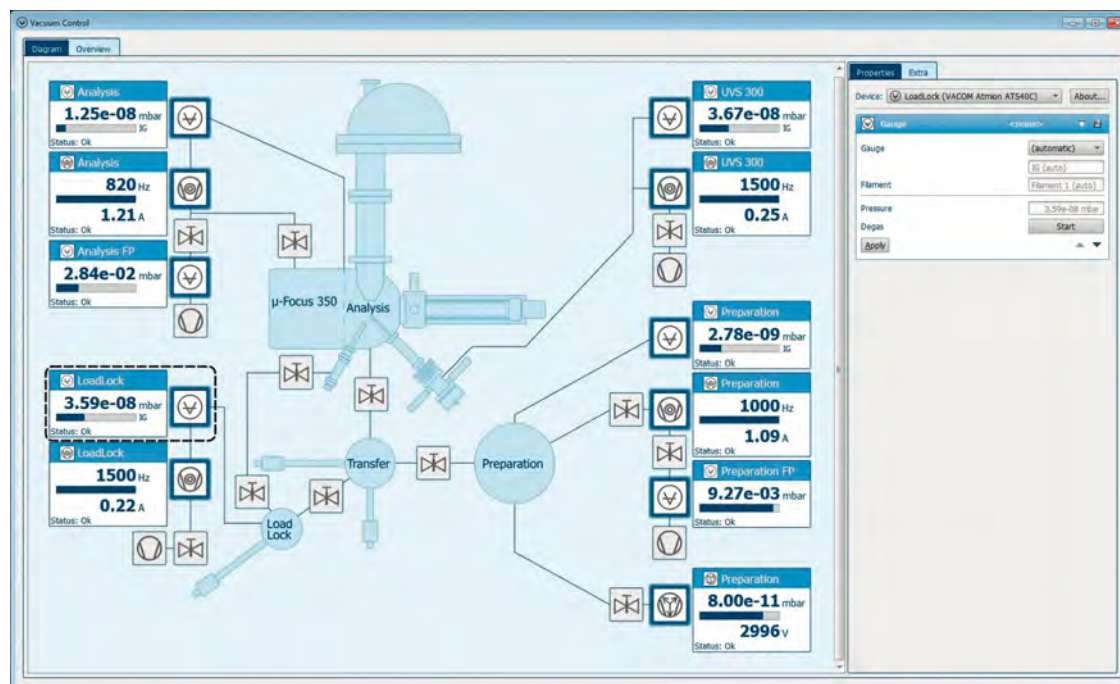 Vacuum Control
Diagram Overview
Analysis
1.25e-08 mbar
IG
Status: Ok
Analysis
820 Hz
1.21 A
Status: Ok
Analysis FP
2.84e-02 mbar
Status: Ok
LoadLock
3.59e-08 mbar
IG
Status: Ok
LoadLock
1500 Hz
0.22 A
Status: Ok
µ-Focus 350
Analysis
Transfer
Load
Lock
Preparation
UVS 300
3.67e-08 mbar
IG
Status: Ok
UVS 300
1500 Hz
0.25 A
Status: Ok
Preparation
2.78e-09 mbar
IG
Status: Ok
Preparation
1000 Hz
1.09 A
Status: Ok
Preparation FP
9.27e-03 mbar
Status: Ok
Preparation
8.00e-11 mbar
2996 V
Status: Ok
Properties Extra
Device: LoadLock (VACOM Atmion ATS40C) About...
Gauge
Gauge (automatic)
IG (auto)
Filament Filament 1 (auto)
Pressure 3.59e-08 mbar
Degas Start
Apply